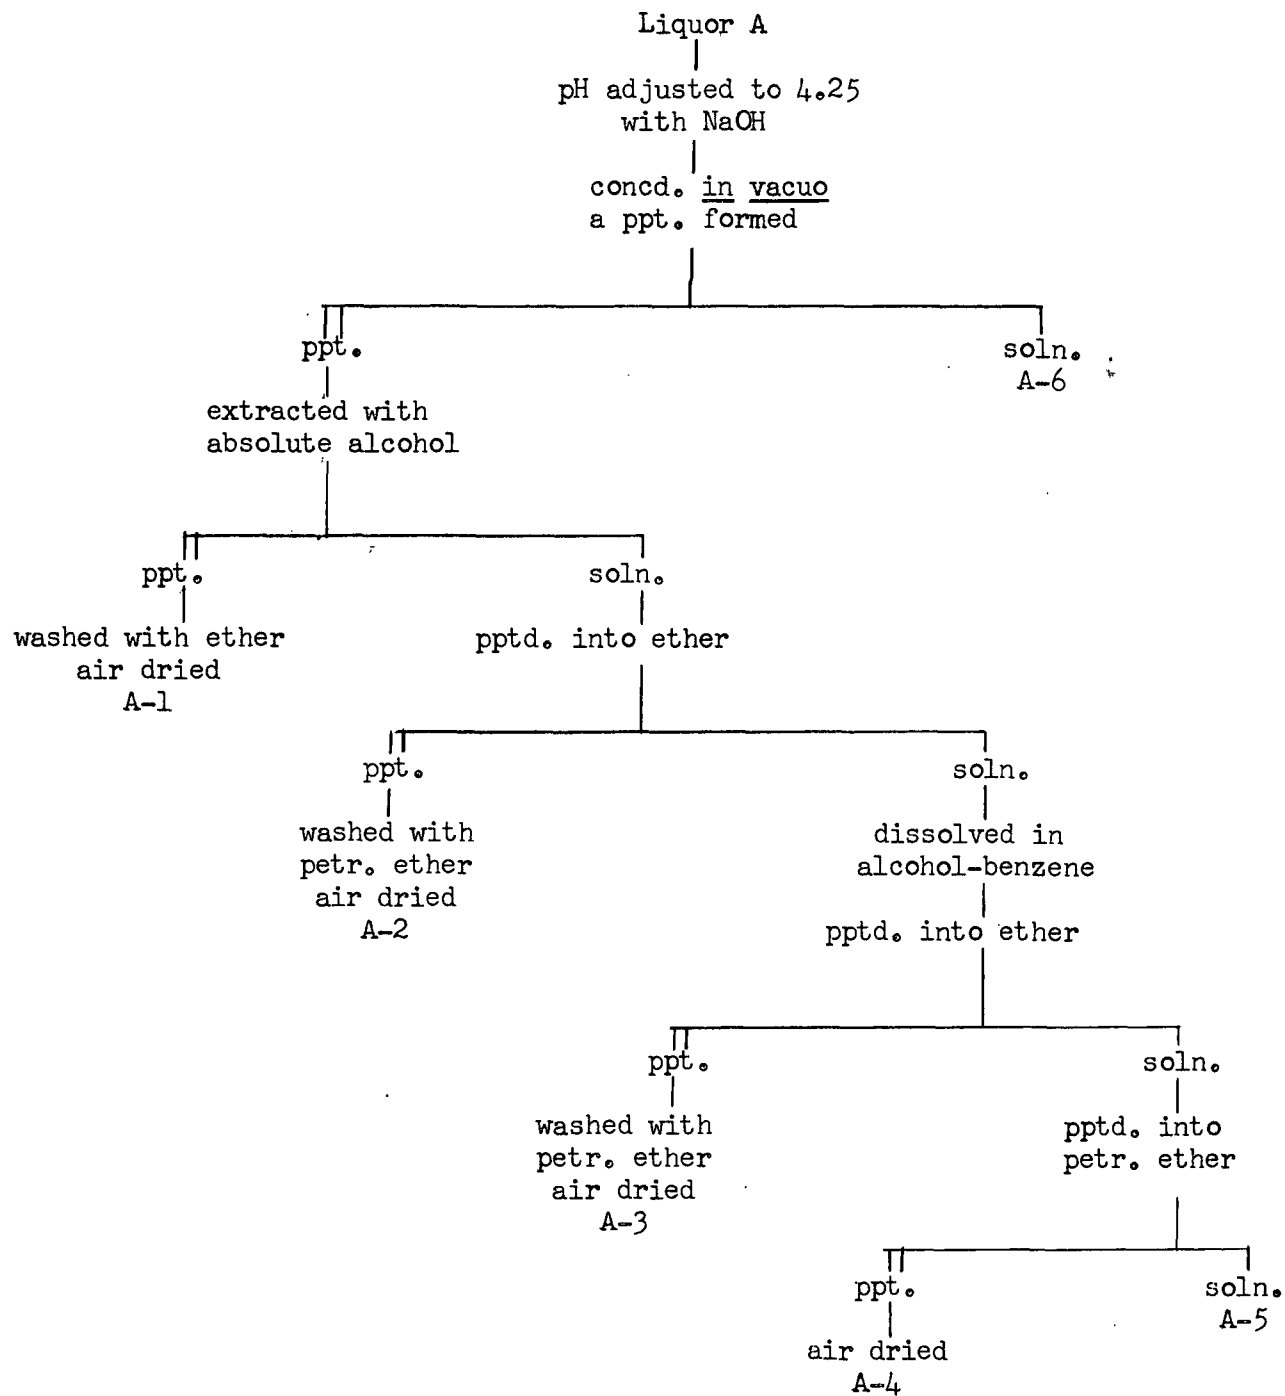 Liquor A
pH adjusted to 4.25
with NaOH
concd. in vacuo
a ppt. formed
ppt.
soln.
A-6
extracted with
absolute alcohol
ppt.
soln.
washed with ether
air dried
A-1
pptd. into ether
ppt.
soln.
washed with
petr. ether
air dried
A-2
dissolved in
alcohol-benzene
pptd. into ether
ppt.
soln.
washed with
petr. ether
air dried
A-3
pptd. into
petr. ether
ppt.
soln.
A-5
air dried
A-4